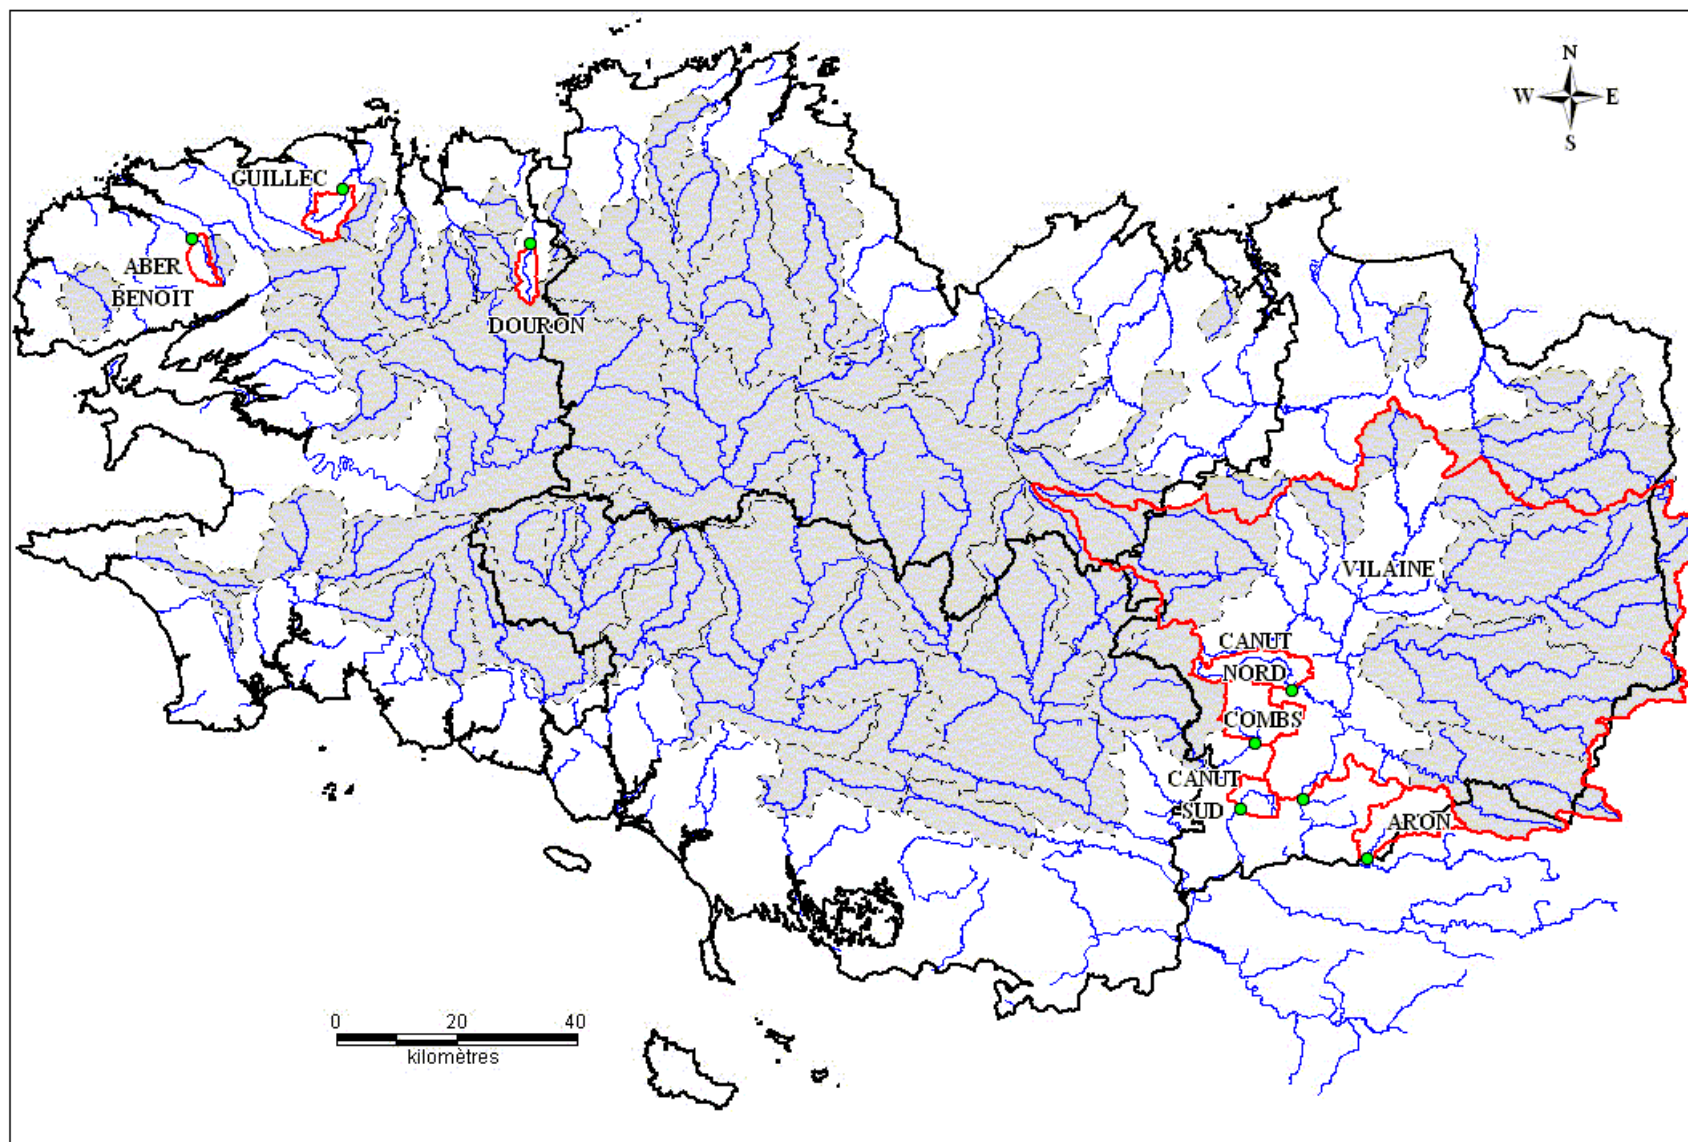 N
W E
S
GUILLEC
ABER
BENOIT
DOURON
VILAINE
CANUT
NORD
COMBS
CANUT
SUD
ARON
0 20 40
kilomètres